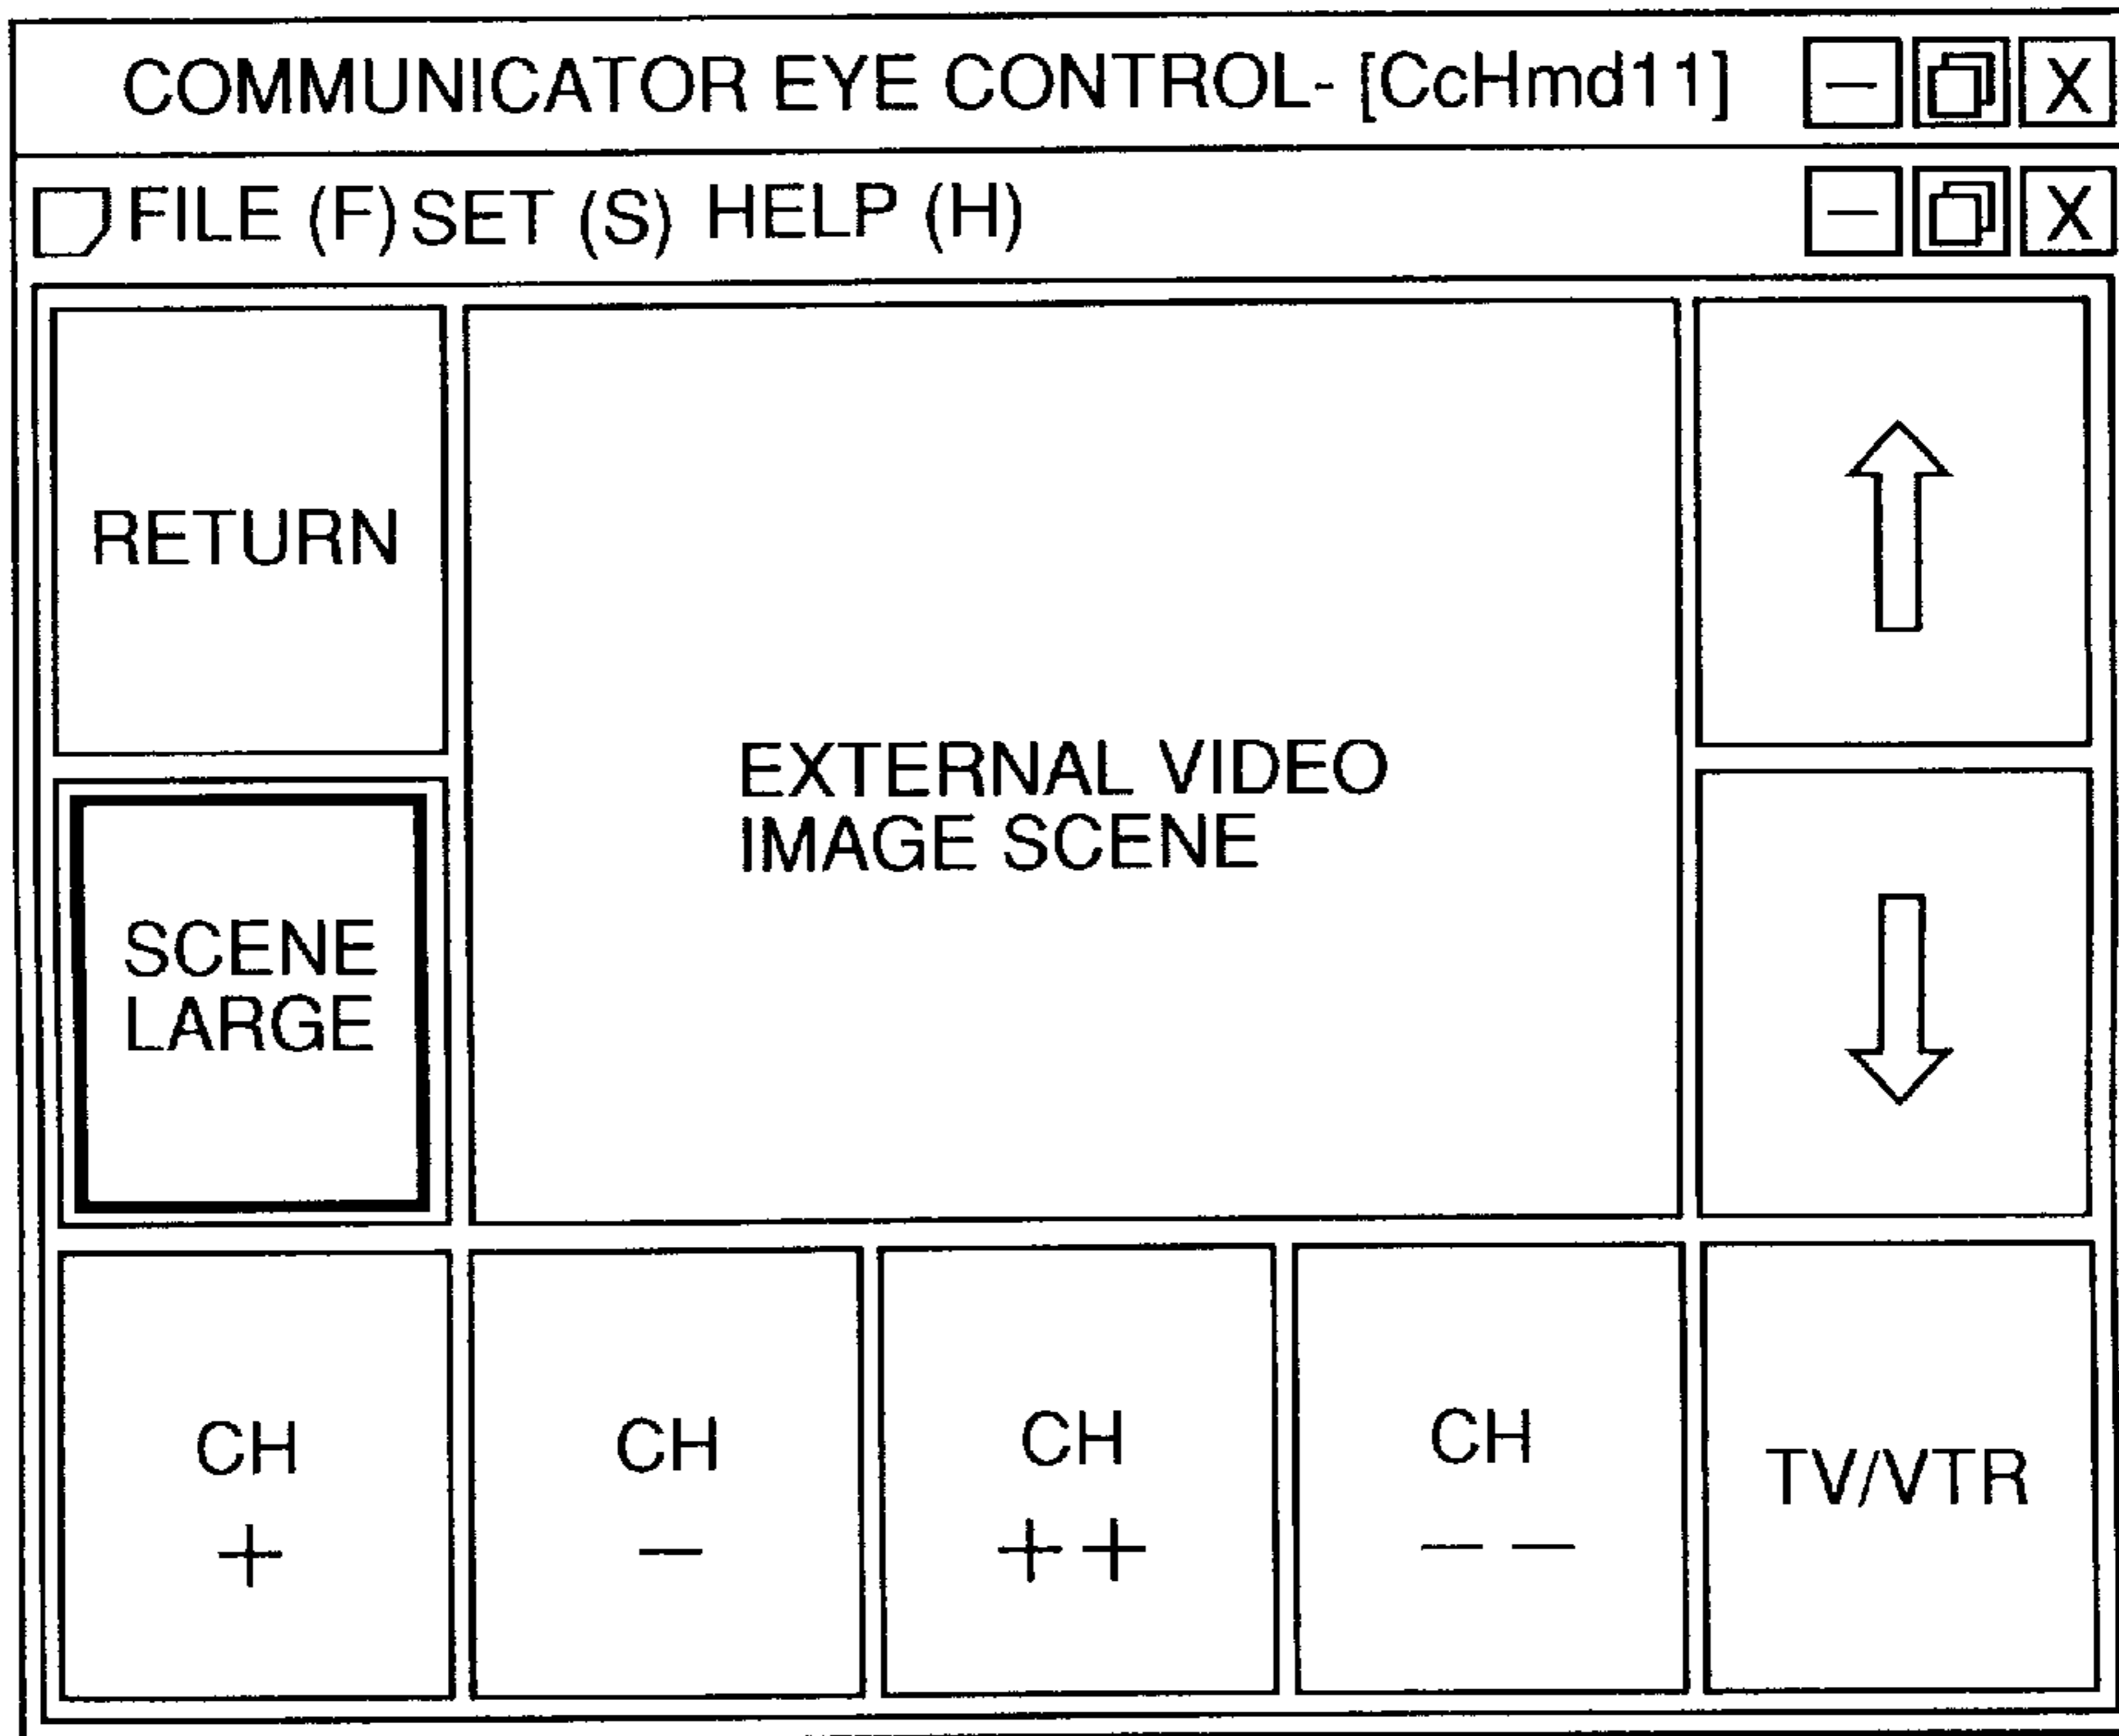 COMMUNICATOR EYE CONTROL- [CcHmd11]
FILE (F) SET (S) HELP (H)
RETURN
EXTERNAL VIDEO
IMAGE SCENE
SCENE
LARGE
CH
+
CH
−
CH
++
CH
− −
TV/VTR